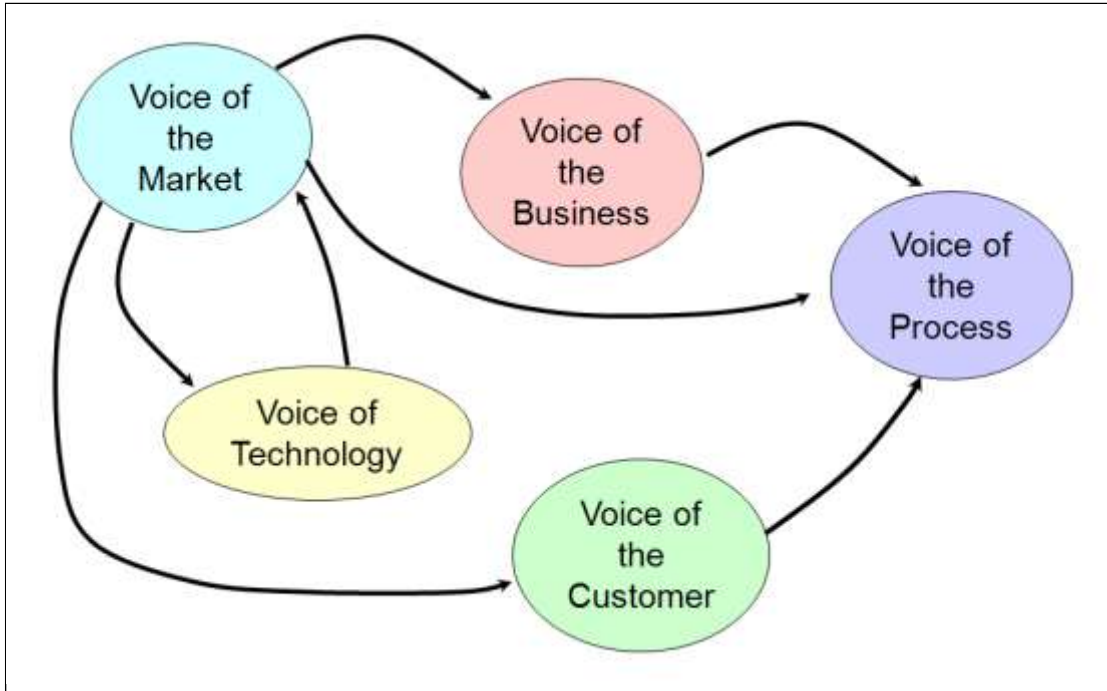 Voice of
the
Market
Voice of
the
Business
Voice of
the
Process
Voice of
Technology
Voice of
the
Customer